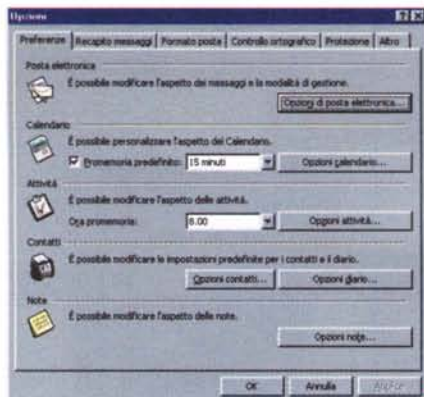 Opzioni
Preferenze Recapito messaggi Formato posta Controllo ortografico Protezione Altro
Posta elettronica
È possibile modificare l'aspetto dei messaggi e la modalità di gestione.
Opzioni di posta elettronica...
Calendario
È possibile personalizzare l'aspetto del Calendario.
Promemoria predefinito: 15 minuti Opzioni calendario...
Attività
È possibile modificare l'aspetto delle attività.
Ora promemoria: 8.00 Opzioni attività...
Contatti
È possibile modificare le impostazioni predefinite per i contatti e il diario.
Opzioni contatti... Opzioni diario...
Note
È possibile modificare l'aspetto delle note.
Opzioni note...
OK Annulla Applica